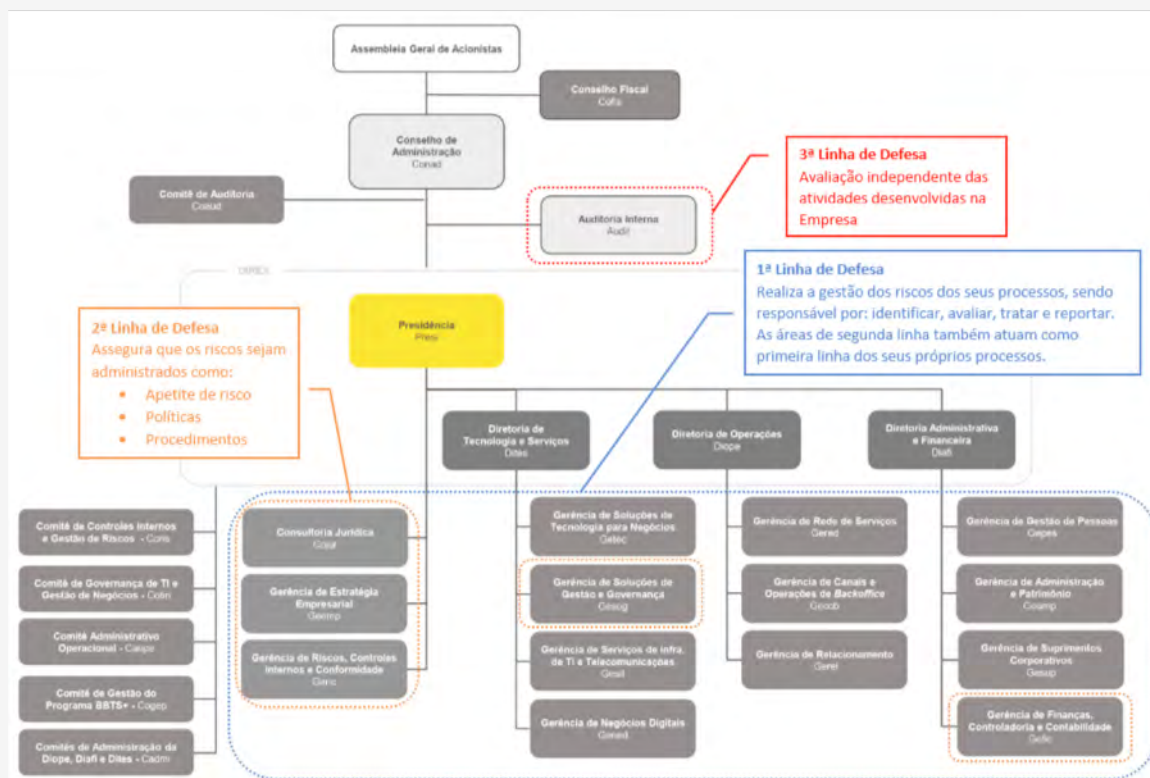 Assembleia Geral de Acionistas
Conselho Fiscal
Cofis
Conselho de
Administração
Conad
3ª Linha de Defesa
Avaliação independente das
atividades desenvolvidas na
Empresa
Comitê de Auditoria
Coaud
Auditoria Interna
Audit
DIREX
1ª Linha de Defesa
Realiza a gestão dos riscos dos seus processos, sendo
responsável por: identificar, avaliar, tratar e reportar.
As áreas de segunda linha também atuam como
primeira linha dos seus próprios processos.
2ª Linha de Defesa
Assegura que os riscos sejam
administrados como:
• Apetite de risco
• Políticas
• Procedimentos
Presidência
Presi
Diretoria de
Tecnologia e Serviços
Dites
Diretoria de Operações
Diope
Diretoria Administrativa
e Financeira
Diafi
Comitê de Controles Internos
e Gestão de Riscos - Coris
Comitê de Governança de TI e
Gestão de Negócios -
Comitê Administrativo
Operacional -
Comitê de Gestão do
Programa BBTS+ - Cogep
Comitês de Administração da
Diope, Diafi e Dites - Cadmi
Consultoria Jurídica
Gerência de Estratégia
Empresarial
Gerência de Riscos, Controles
Internos e Conformidade
Gerência de Soluções de
Tecnologia para Negócios
Getec
Gerência de Soluções de
Gestão e Governança
Gesog
Gerência de Serviços de Infra.
de TI e Telecomunicações
Gesit
Gerência de Negócios Digitais
Gerência de Rede de Serviços
Gered
Gerência de Canais e
Operações de Backoffice
Gerência de Relacionamento
Gerel
Gerência de Gestão de Pessoas
Gepes
Gerência de Administração
e Patrimônio
Gerência de Suprimentos
Corporativos
Gesup
Gerência de Finanças,
Controladoria e Contabilidade